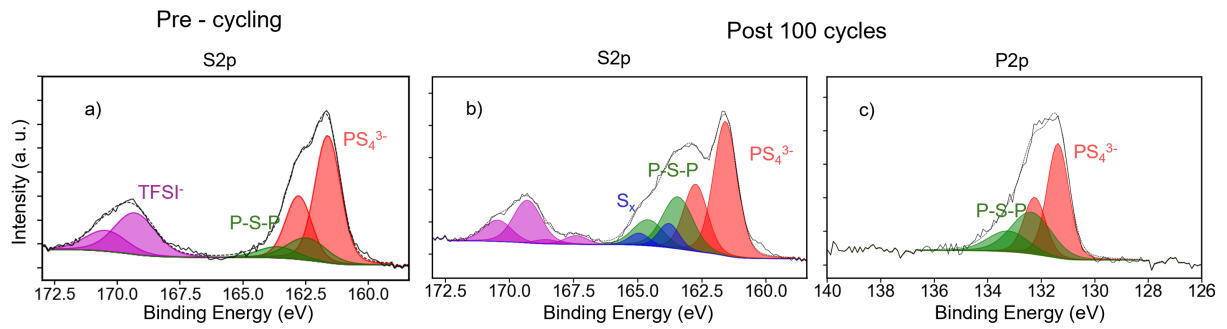 Pre - cycling
Post 100 cycles
S2p
S2p
P2p
Intensity (a. u.)
a)
TFSI⁻
P-S-P
PS₄³⁻
172.5 170.0 167.5 165.0 162.5 160.0
Binding Energy (eV)
b)
Sₓ
P-S-P
PS₄³⁻
172.5 170.0 167.5 165.0 162.5 160.0
Binding Energy (eV)
c)
P-S-P
PS₄³⁻
140 138 136 134 132 131 130 128 126
Binding Energy (eV)